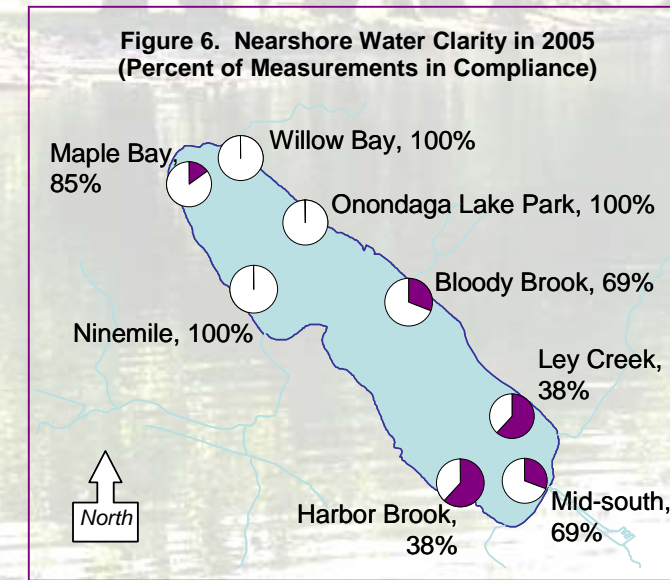 Figure 6. Nearshore Water Clarity in 2005
(Percent of Measurements in Compliance)
Willow Bay, 100%
Maple Bay,
85%
Onondaga Lake Park, 100%
Bloody Brook, 69%
Ninemile, 100%
Ley Creek,
38%
Harbor Brook,
38%
Mid-south,
69%
North